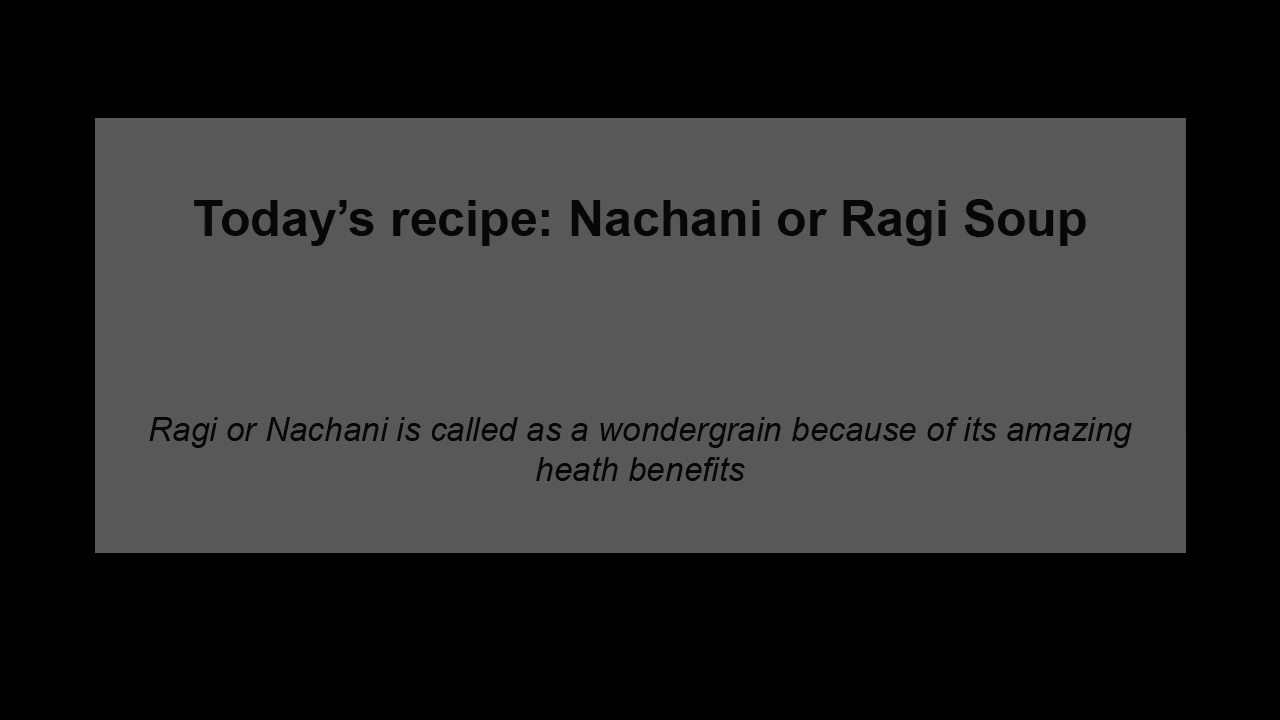 Today’s recipe: Nachani or Ragi Soup
Ragi or Nachani is called as a wondergrain because of its amazing
heath benefits